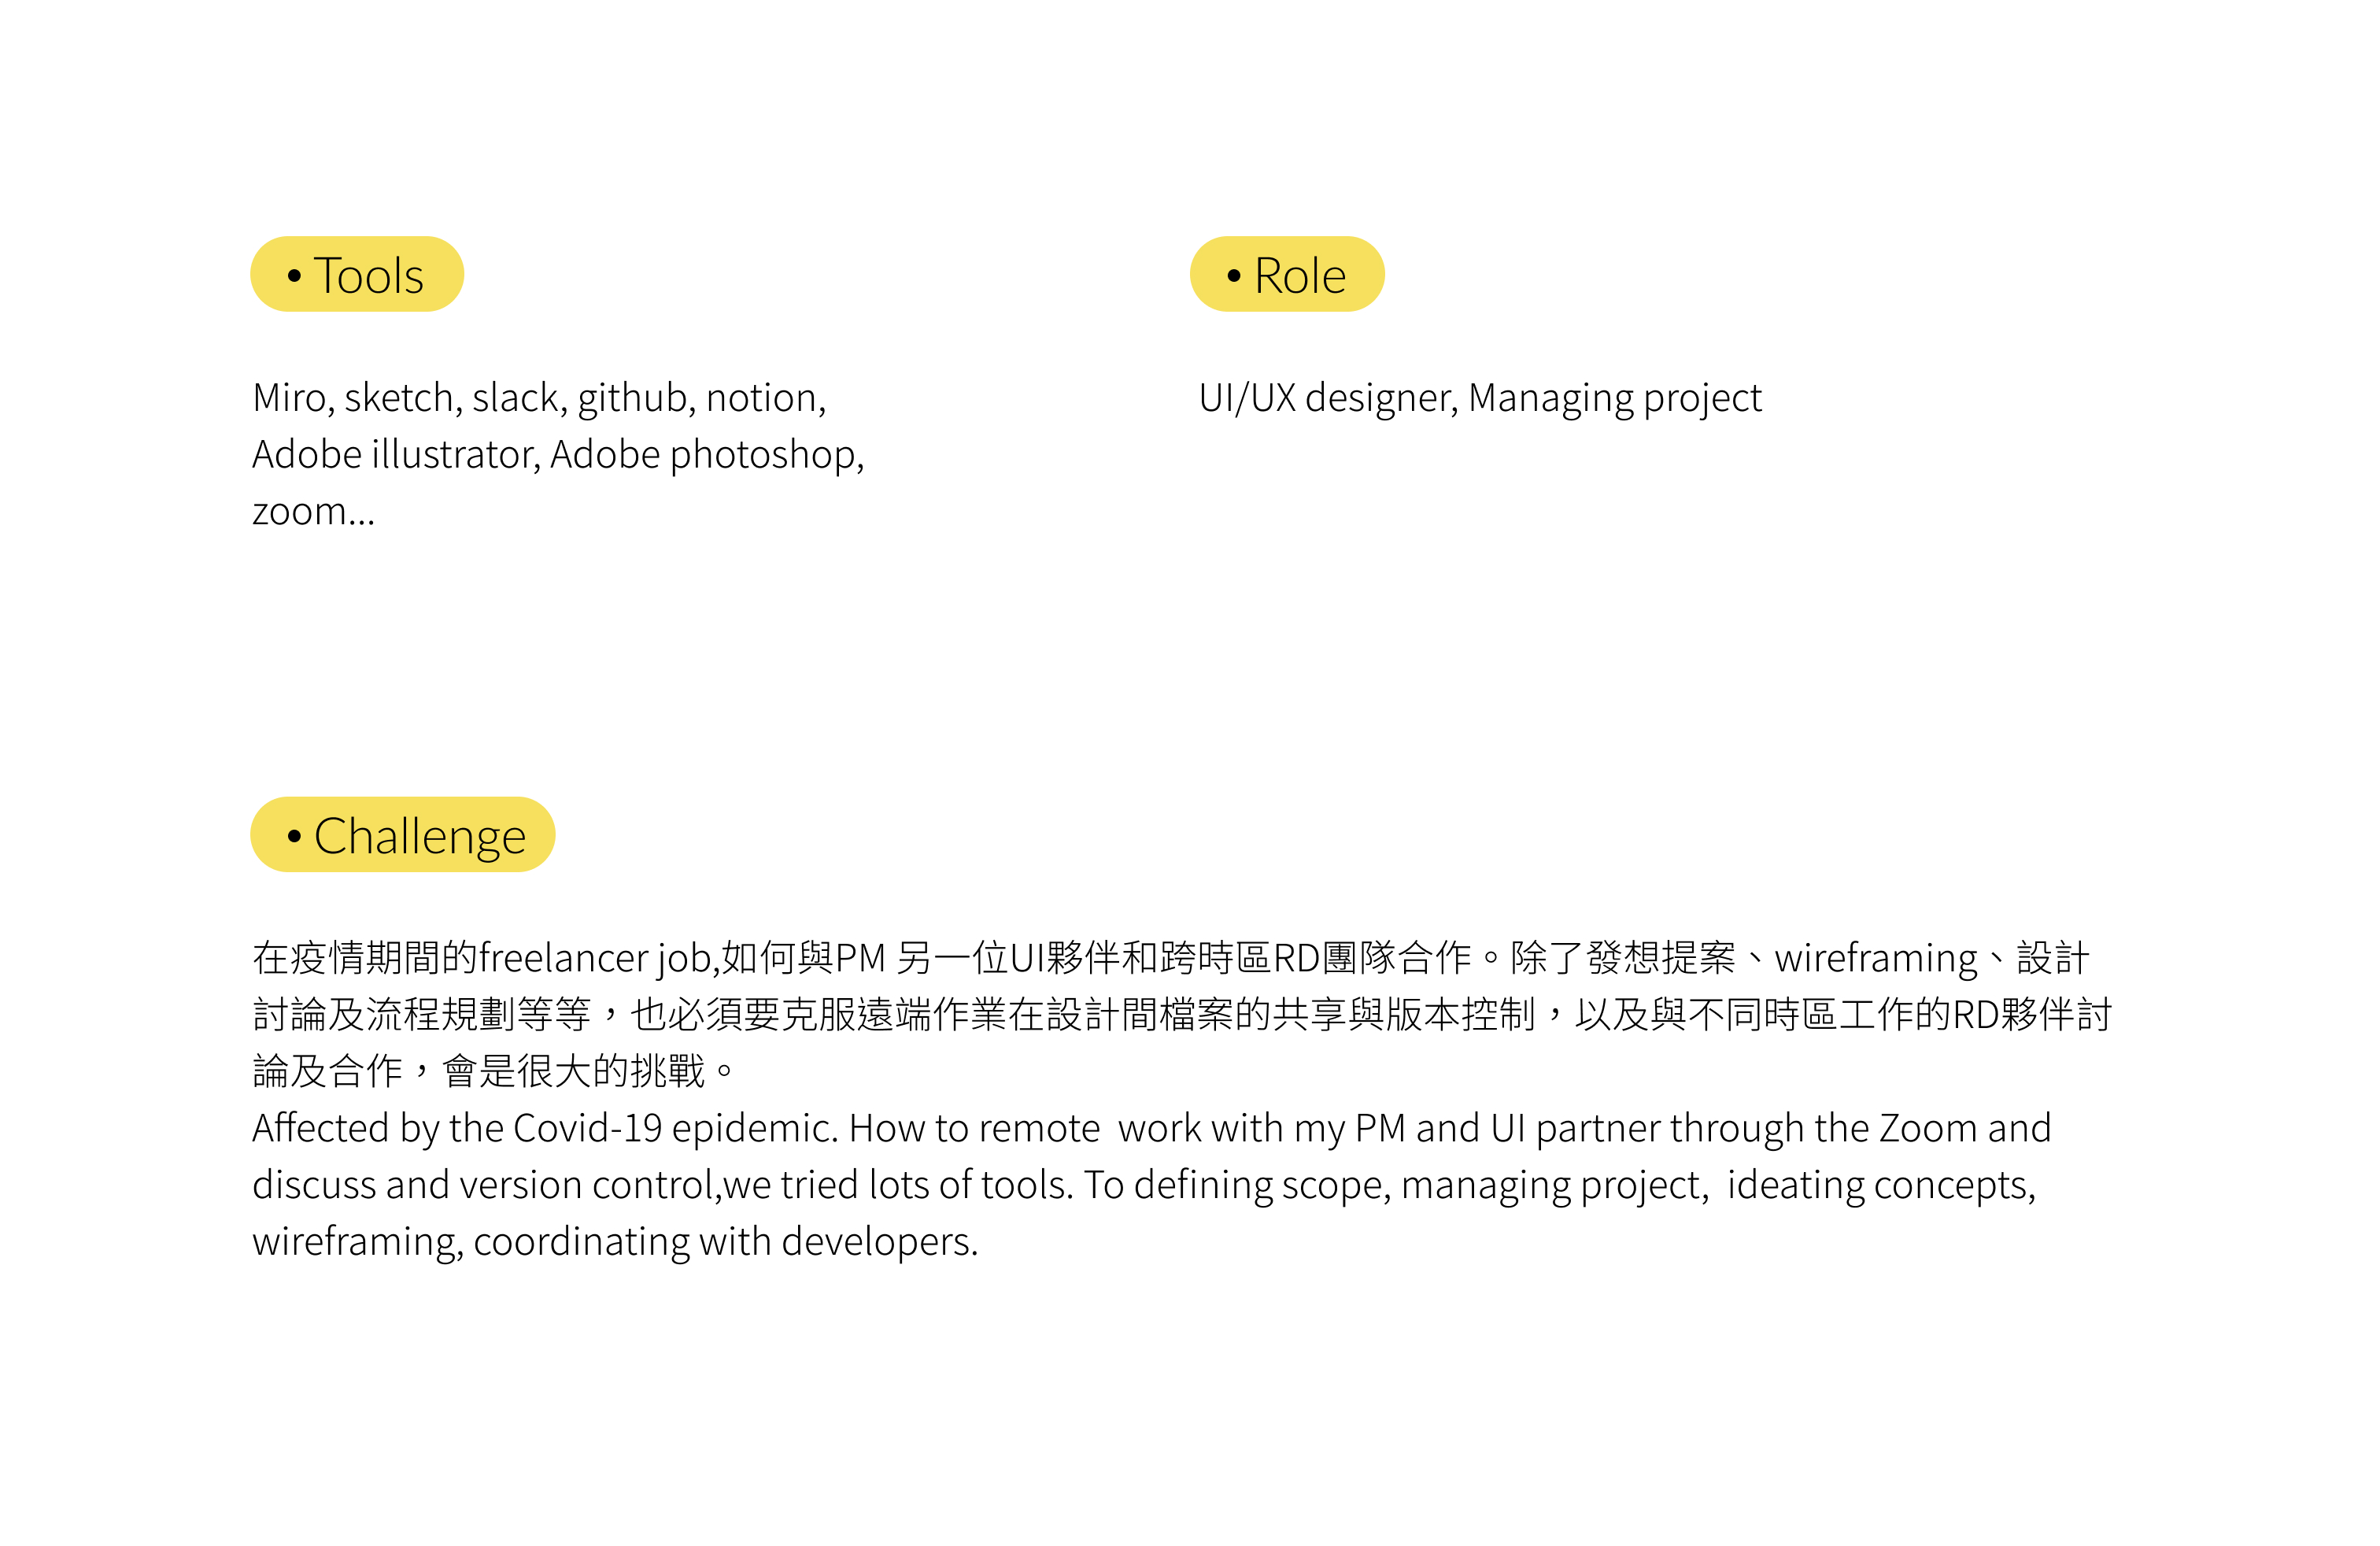 • Tools
Miro, sketch, slack, github, notion,
Adobe illustrator, Adobe photoshop,
zoom...
• Role
UI/UX designer, Managing project
• Challenge
在疫情期間的freelancer job,如何與PM 另一位UI夥伴和跨時區RD團隊合作。除了發想提案、wireframing、設計
討論及流程規劃等等，也必須要克服遠端作業在設計間檔案的共享與版本控制，以及與不同時區工作的RD夥伴討
論及合作，會是很大的挑戰。
Affected by the Covid-19 epidemic. How to remote  work with my PM and UI partner through the Zoom and
discuss and version control,we tried lots of tools. To defining scope, managing project,  ideating concepts,
wireframing, coordinating with developers.